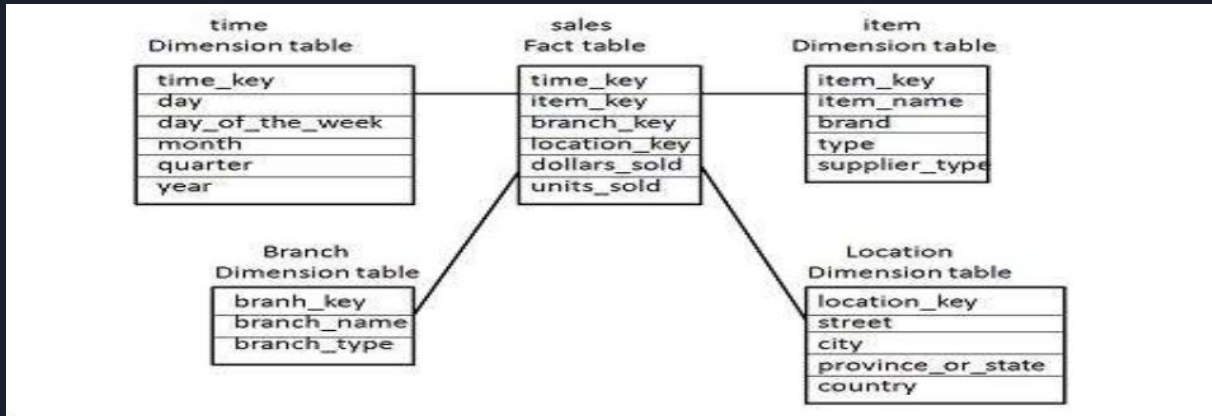 time
Dimension table
time_key
day
day_of_the_week
month
quarter
year
sales
Fact table
time_key
item_key
branch_key
location_key
dollars_sold
units_sold
item
Dimension table
item_key
item_name
brand
type
supplier_type
Branch
Dimension table
branh_key
branch_name
branch_type
Location
Dimension table
location_key
street
city
province_or_state
country